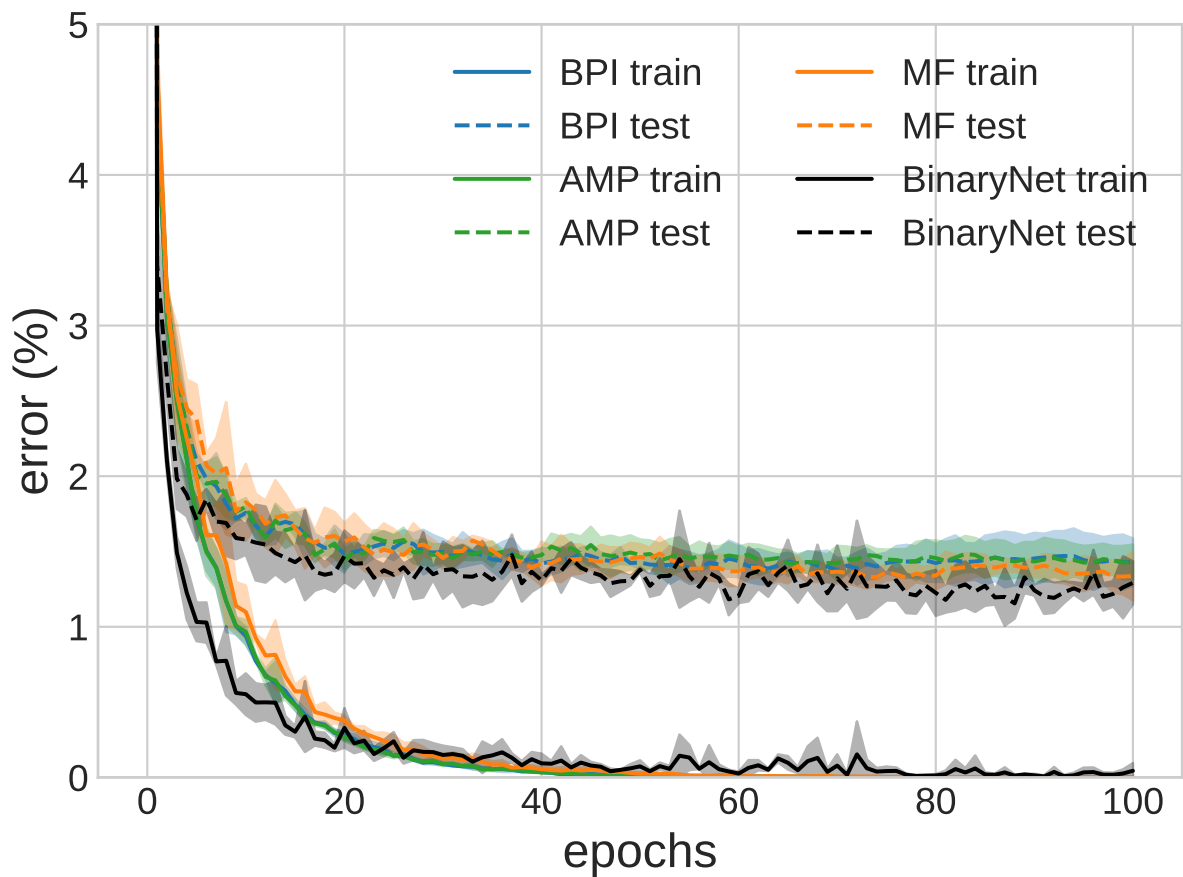 5
4
3
2
1
0
error (%)
BPI train
BPI test
AMP train
AMP test
MF train
MF test
BinaryNet train
BinaryNet test
0 20 40 60 80 100
epochs